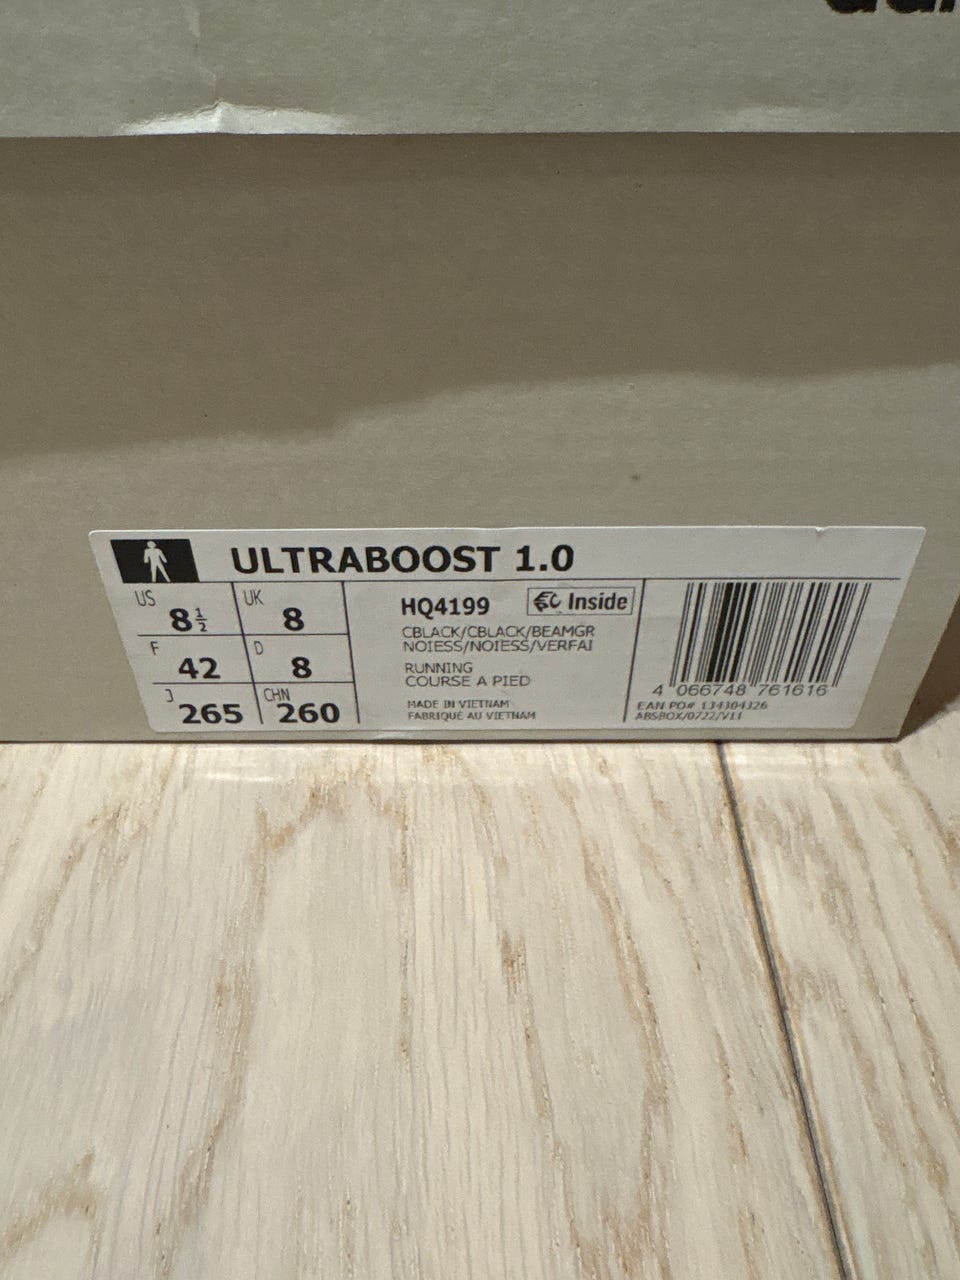 ULTRABOOST 1.0
US 8½ UK 8
F 42 D 8
J 265 CHN 260
HQ4199
Inside
CBLACK/CBLACK/BEAMGR
NOIESS/NOIESS/VERFAI
RUNNING
COURSE A PIED
MADE IN VIETNAM
FABRIQUÉ AU VIETNAM
4 066748 761616
EAN PO# 134304326
ABSBOX/0722/V11